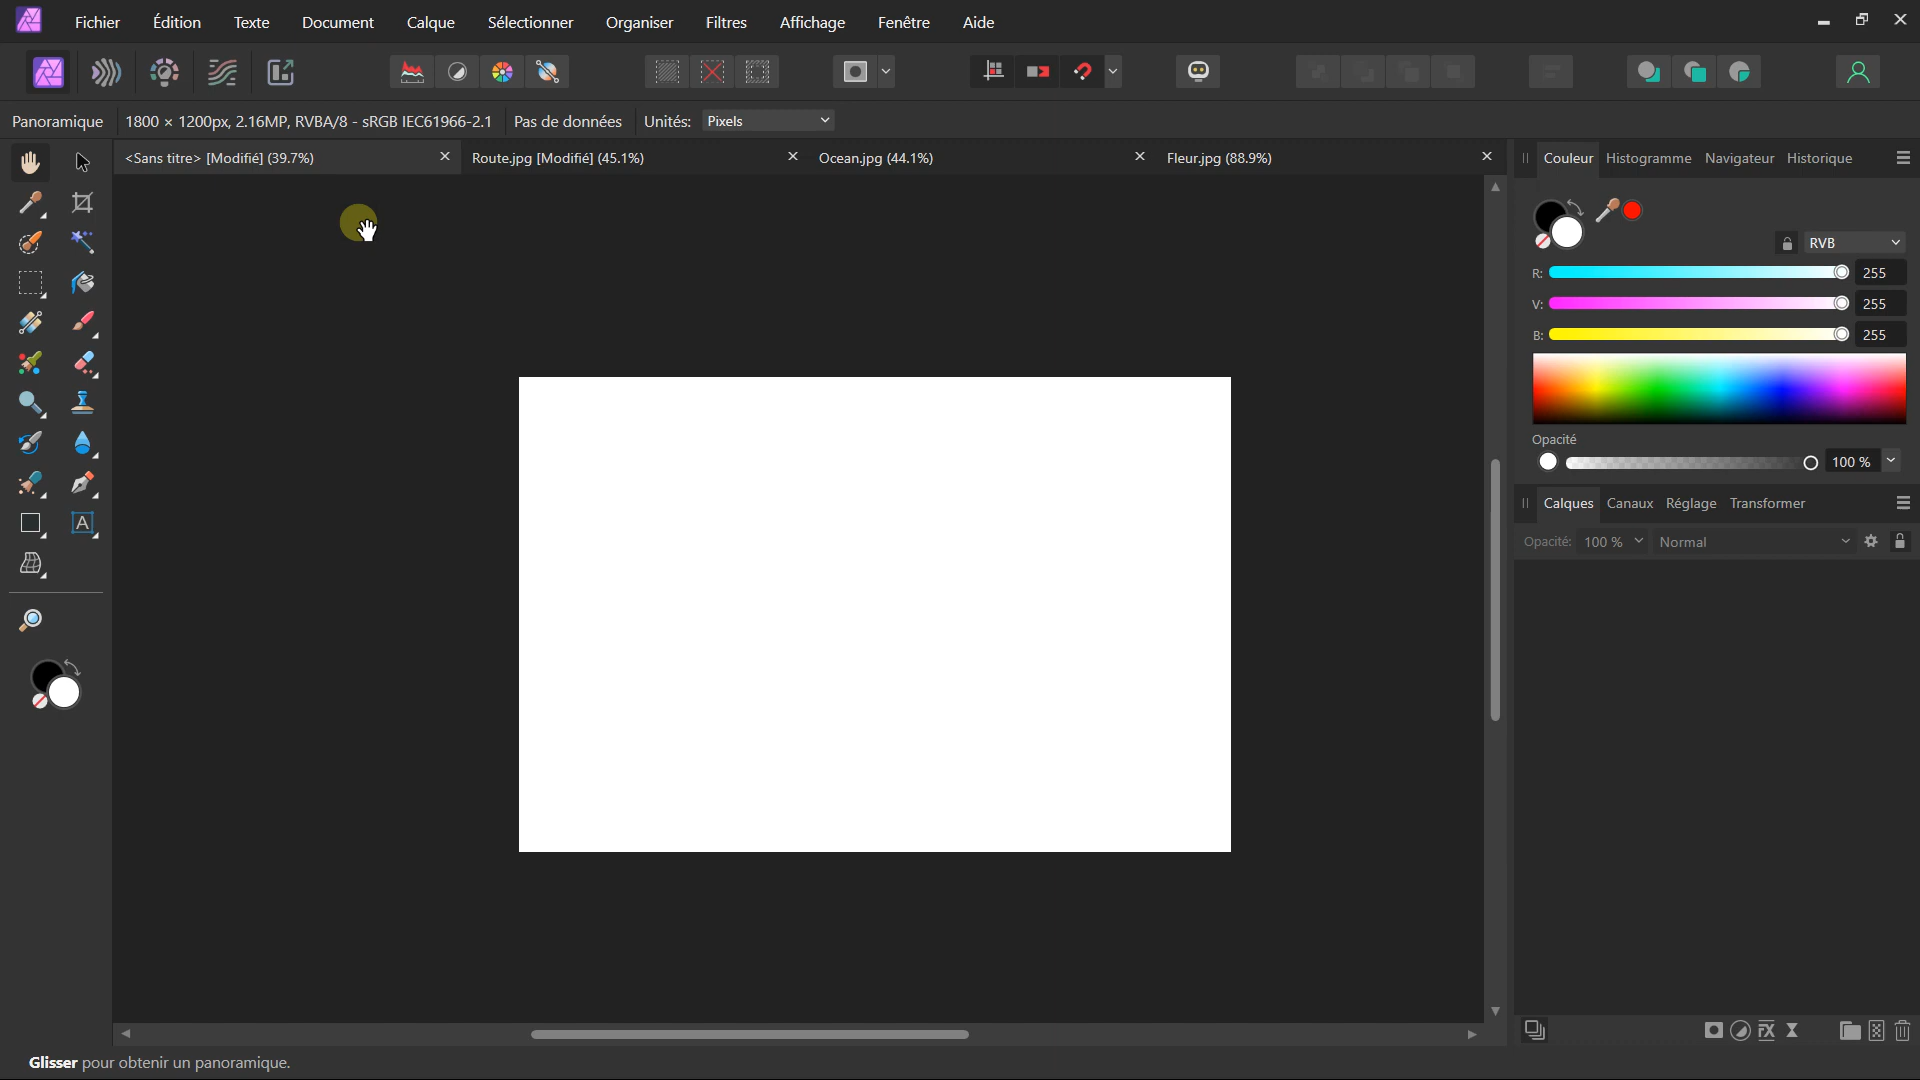 Fichier Édition Texte Document Calque Sélectionner Organiser Filtres Affichage Fenêtre Aide
Panoramique 1800 × 1200px, 2.16MP, RVBA/8 - sRGB IEC61966-2.1 Pas de données Unités: Pixels
<Sans titre> [Modifié] (39.7%) Route.jpg [Modifié] (45.1%) Ocean.jpg (44.1%) Fleur.jpg (88.9%)
Couleur Histogramme Navigateur Historique
RVB
R: 255
V: 255
B: 255
Opacité
100 %
Calques Canaux Réglage Transformer
Opacité: 100 % Normal
A
Glisser pour obtenir un panoramique.